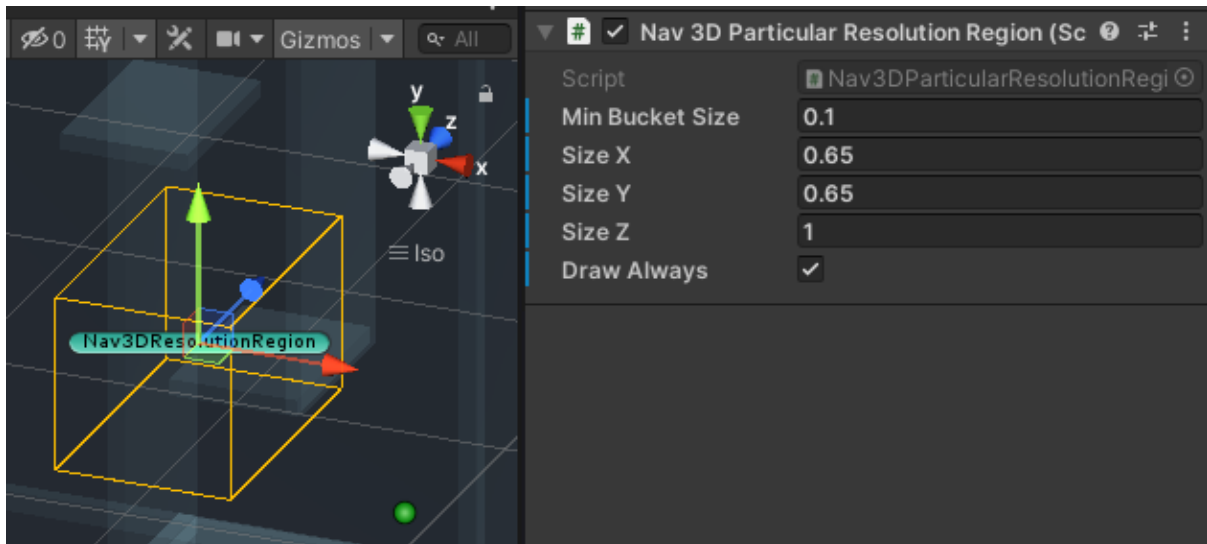 0 Gizmos All
y
z
x
Iso
Nav3DResolutionRegion
# Nav 3D Particular Resolution Region (Sc
Script # Nav3DParticularResolutionRegi
Min Bucket Size 0.1
Size X 0.65
Size Y 0.65
Size Z 1
Draw Always